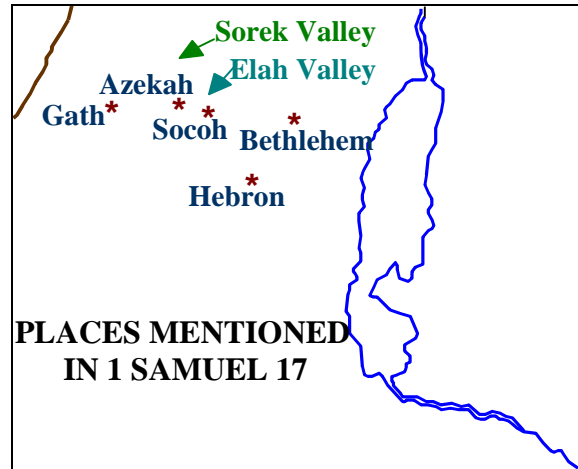 Sorek Valley
Elah Valley
Azekah
Gath*
*
*
Socoh
*
Bethlehem
*
Hebron
PLACES MENTIONED
IN 1 SAMUEL 17